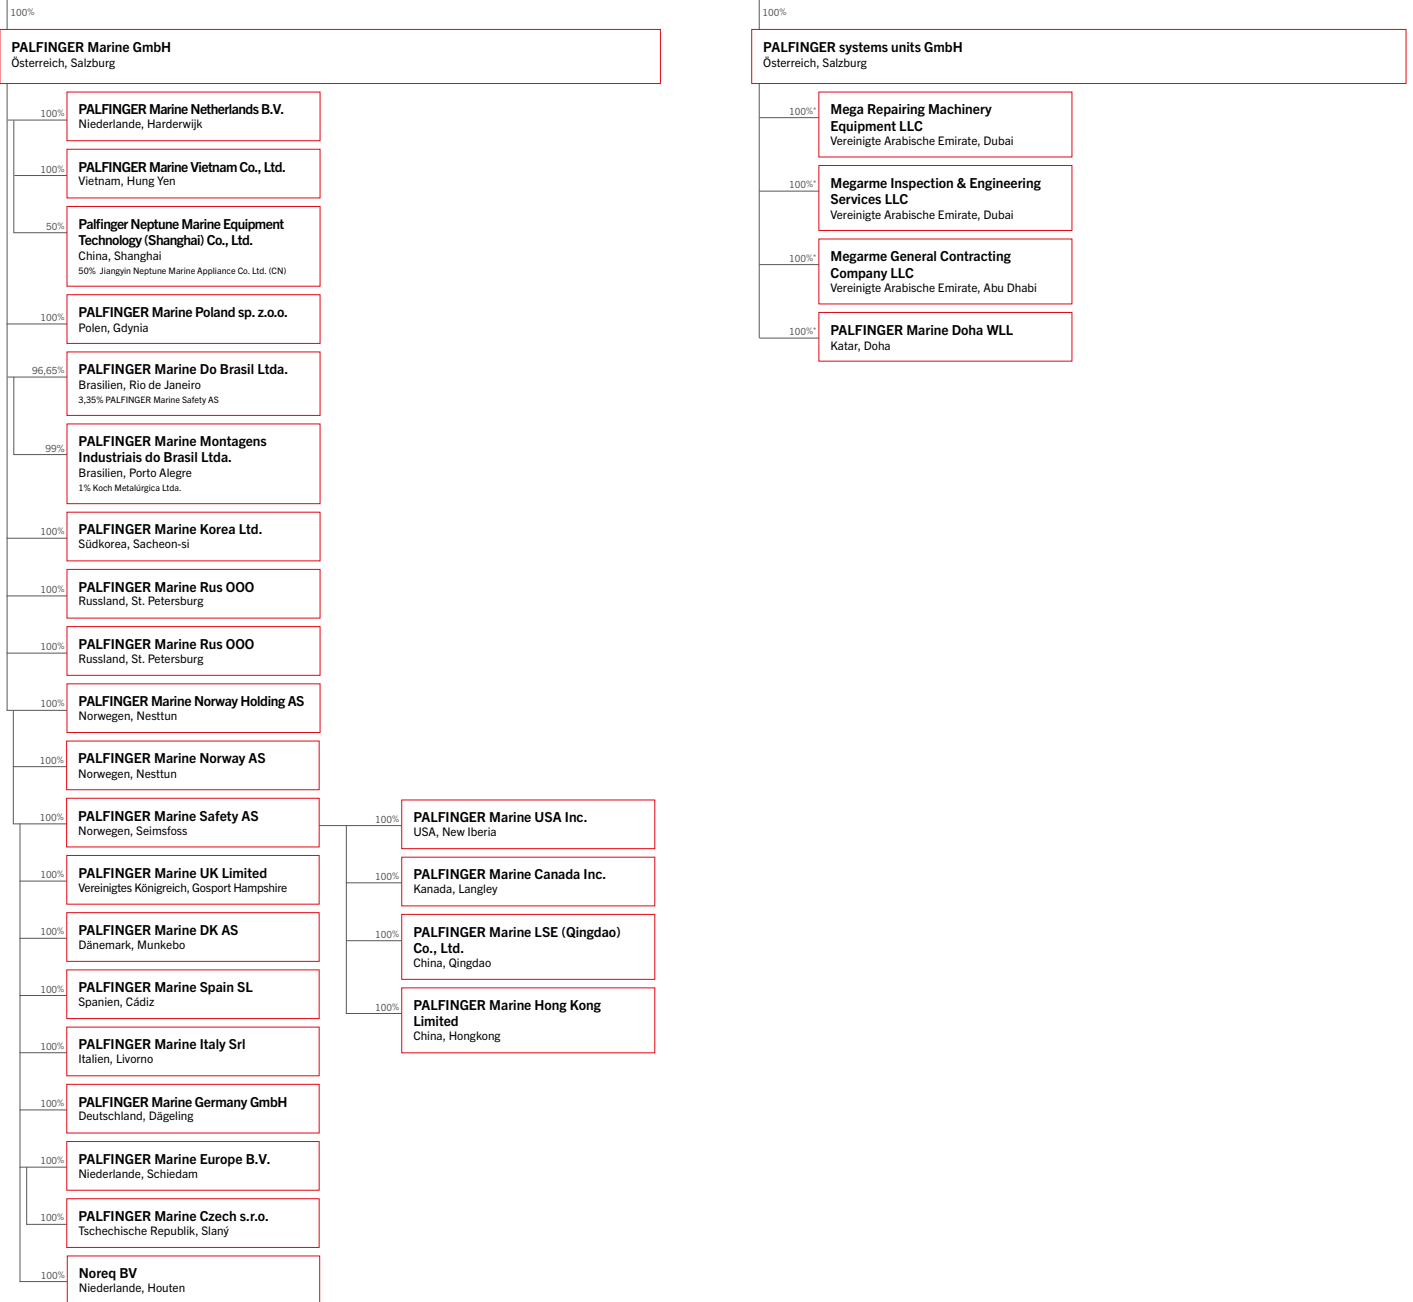 100%
PALFINGER Marine GmbH
Österreich, Salzburg
100%
PALFINGER Marine Netherlands B.V.
Niederlande, Harderwijk
100%
PALFINGER Marine Vietnam Co., Ltd.
Vietnam, Hung Yen
50%
Palfinger Neptune Marine Equipment
Technology (Shanghai) Co., Ltd.
China, Shanghai
50% Jiangyin Neptune Marine Appliance Co. Ltd. (CN)
100%
PALFINGER Marine Poland sp. z.o.o.
Polen, Gdynia
96,65%
PALFINGER Marine Do Brasil Ltda.
Brasilien, Rio de Janeiro
3,35% PALFINGER Marine Safety AS
99%
PALFINGER Marine Montagens
Industriais do Brasil Ltda.
Brasilien, Porto Alegre
1% Koch Metalúrgica Ltda.
100%
PALFINGER Marine Korea Ltd.
Südkorea, Sacheon-si
100%
PALFINGER Marine Rus OOO
Russland, St. Petersburg
100%
PALFINGER Marine Rus OOO
Russland, St. Petersburg
100%
PALFINGER Marine Norway Holding AS
Norwegen, Nesttun
100%
PALFINGER Marine Norway AS
Norwegen, Nesttun
100%
PALFINGER Marine Safety AS
Norwegen, Seimsfoss
100%
PALFINGER Marine UK Limited
Vereinigtes Königreich, Gosport Hampshire
100%
PALFINGER Marine DK AS
Dänemark, Munkebo
100%
PALFINGER Marine Spain SL
Spanien, Cádiz
100%
PALFINGER Marine Italy Srl
Italien, Livorno
100%
PALFINGER Marine Germany GmbH
Deutschland, Dägeling
100%
PALFINGER Marine Europe B.V.
Niederlande, Schiedam
100%
PALFINGER Marine Czech s.r.o.
Tschechische Republik, Slaný
100%
Noreq BV
Niederlande, Houten
100%
PALFINGER Marine USA Inc.
USA, New Iberia
100%
PALFINGER Marine Canada Inc.
Kanada, Langley
100%
PALFINGER Marine LSE (Qingdao)
Co., Ltd.
China, Qingdao
100%
PALFINGER Marine Hong Kong
Limited
China, Hongkong
100%
PALFINGER systems units GmbH
Österreich, Salzburg
100%*
Mega Repairing Machinery
Equipment LLC
Vereinigte Arabische Emirate, Dubai
100%*
Megarme Inspection & Engineering
Services LLC
Vereinigte Arabische Emirate, Dubai
100%*
Megarme General Contracting
Company LLC
Vereinigte Arabische Emirate, Abu Dhabi
100%*
PALFINGER Marine Doha WLL
Katar, Doha